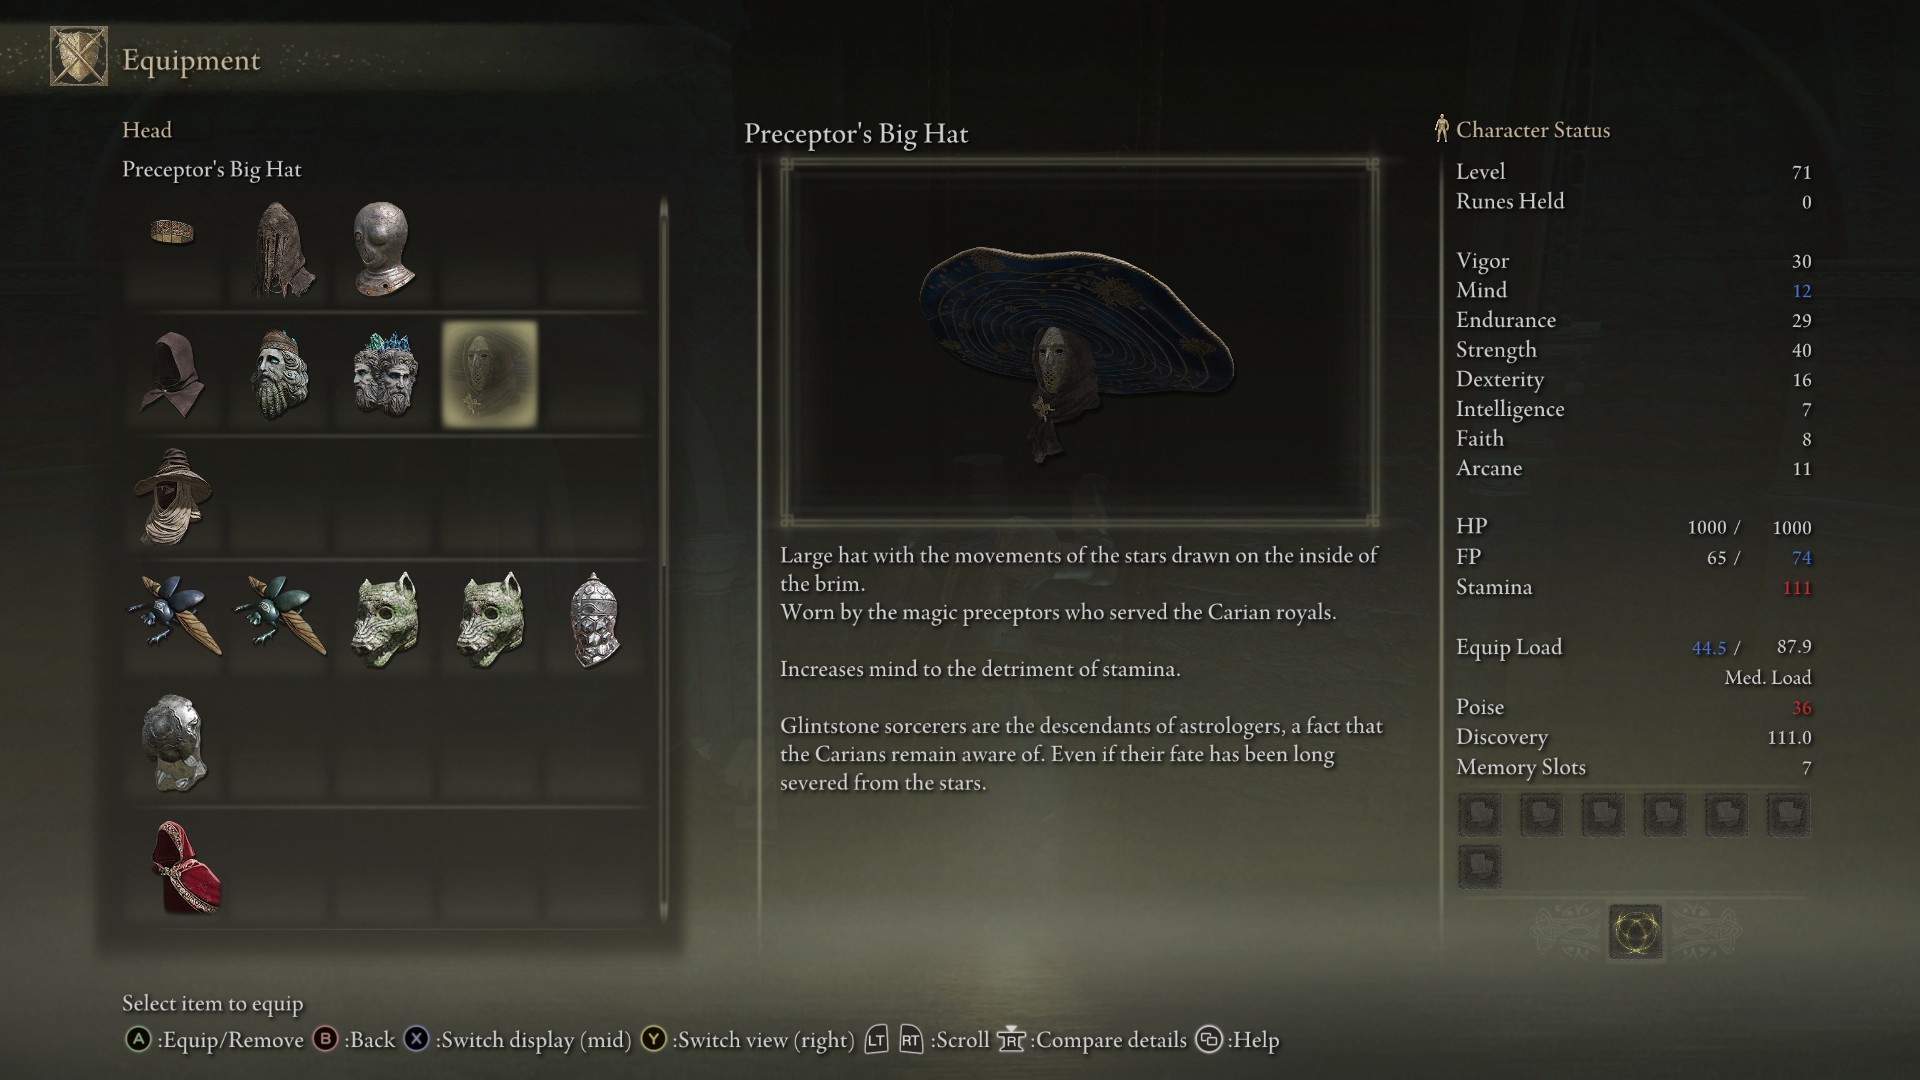 Equipment
Head
Preceptor's Big Hat
Preceptor's Big Hat
Large hat with the movements of the stars drawn on the inside of
the brim.
Worn by the magic preceptors who served the Carian royals.
Increases mind to the detriment of stamina.
Glintstone sorcerers are the descendants of astrologers, a fact that
the Carians remain aware of. Even if their fate has been long
severed from the stars.
Character Status
Level 71
Runes Held 0
Vigor 30
Mind 12
Endurance 29
Strength 40
Dexterity 16
Intelligence 7
Faith 8
Arcane 11
HP 1000 / 1000
FP 65 / 74
Stamina 111
Equip Load 44.5 / 87.9
Med. Load
Poise 36
Discovery 111.0
Memory Slots 7
Select item to equip
A :Equip/Remove B :Back X :Switch display (mid) Y :Switch view (right) LT RT :Scroll R :Compare details :Help